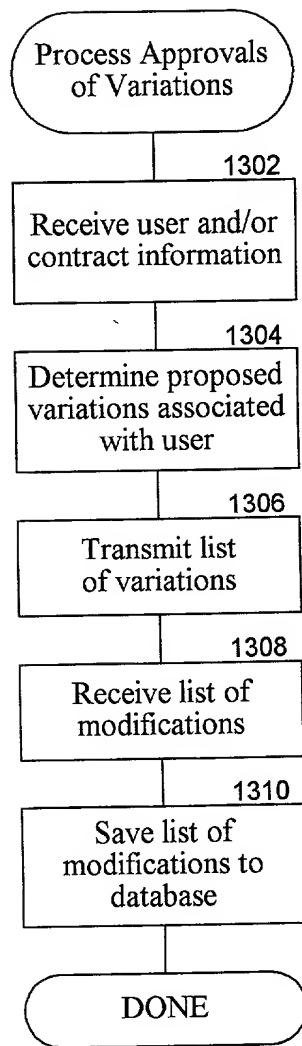 Process Approvals
of Variations
1302
Receive user and/or
contract information
1304
Determine proposed
variations associated
with user
1306
Transmit list
of variations
1308
Receive list of
modifications
1310
Save list of
modifications to
database
DONE